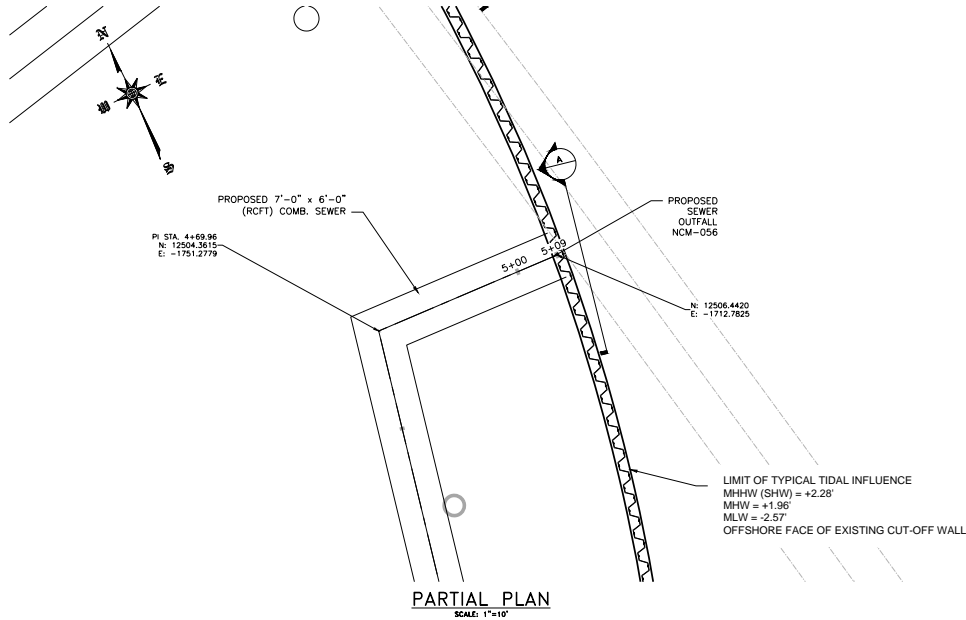 N
E
W
S
A
PROPOSED 7'-0" x 6'-0"
(RCFT) COMB. SEWER
PROPOSED
SEWER
OUTFALL
NCM-056
PI STA. 4+69.96
N: 12504.3615
E: -1751.2779
5+00
5+09
N: 12506.4420
E: -1712.7825
LIMIT OF TYPICAL TIDAL INFLUENCE
MHHW (SHW) = +2.28'
MHW = +1.96'
MLW = -2.57'
OFFSHORE FACE OF EXISTING CUT-OFF WALL
PARTIAL PLAN
SCALE: 1"=10'